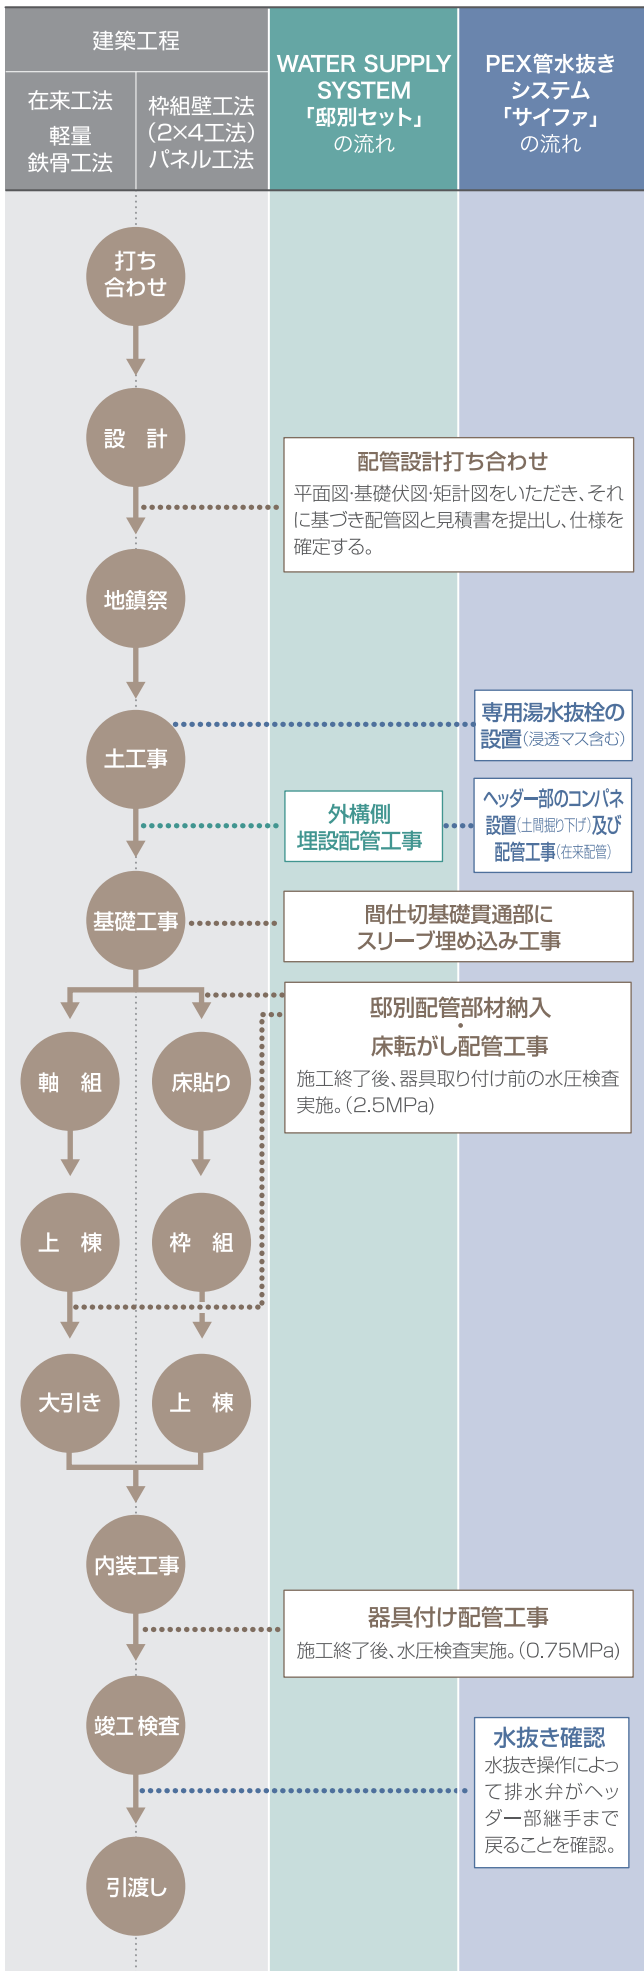 建築工程
在来工法
軽量
鉄骨工法
枠組壁工法
(2×4工法)
パネル工法
WATER SUPPLY
SYSTEM
「邸別セット」
の流れ
PEX管水抜き
システム
「サイファ」
の流れ
打ち
合わせ
設 計
配管設計打ち合わせ
平面図・基礎伏図・矩計図をいただき、それ
に基づき配管図と見積書を提出し、仕様を
確定する。
地鎮祭
土工事
専用湯水抜栓の
設置(浸透マス含む)
外構側
埋設配管工事
ヘッダー部のコンパネ
設置(土間掘り下げ)及び
配管工事(在来配管)
基礎工事
間仕切基礎貫通部に
スリーブ埋め込み工事
邸別配管部材納入
・
床転がし配管工事
施工終了後、器具取り付け前の水圧検査
実施。(2.5MPa)
軸 組
床貼り
上 棟
枠 組
大引き
上 棟
内装工事
器具付け配管工事
施工終了後、水圧検査実施。(0.75MPa)
竣工検査
水抜き確認
水抜き操作によっ
て排水弁がヘッ
ダー部継手まで
戻ることを確認。
引渡し